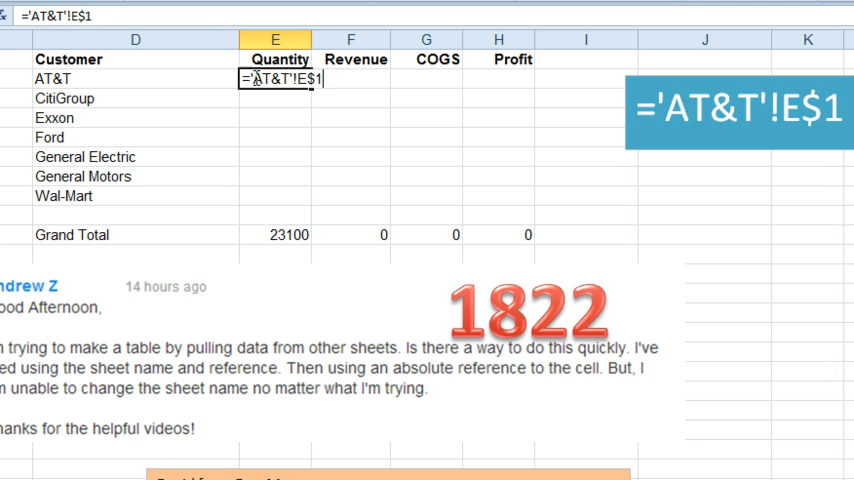 ='AT&T'!E$1
D E F G H I J K
Customer Quantity Revenue COGS Profit
AT&T ='AT&T'!E$1
='AT&T'!E$1
CitiGroup
Exxon
Ford
General Electric
General Motors
Wal-Mart
Grand Total 23100 0 0 0
ndrew Z 14 hours ago
1822
ood Afternoon,
n trying to make a table by pulling data from other sheets. Is there a way to do this quickly. I've
ed using the sheet name and reference. Then using an absolute reference to the cell. But, I
m unable to change the sheet name no matter what I'm trying.
hanks for the helpful videos!